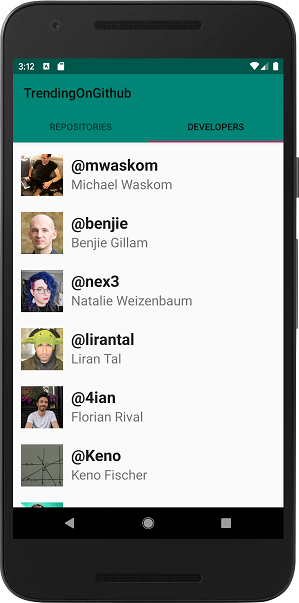 3:12
TrendingOnGithub
REPOSITORIES
DEVELOPERS
@mwaskom
Michael Waskom
@benjie
Benjie Gillam
@nex3
Natalie Weizenbaum
@lirantal
Liran Tal
@4ian
Florian Rival
@Keno
Keno Fischer